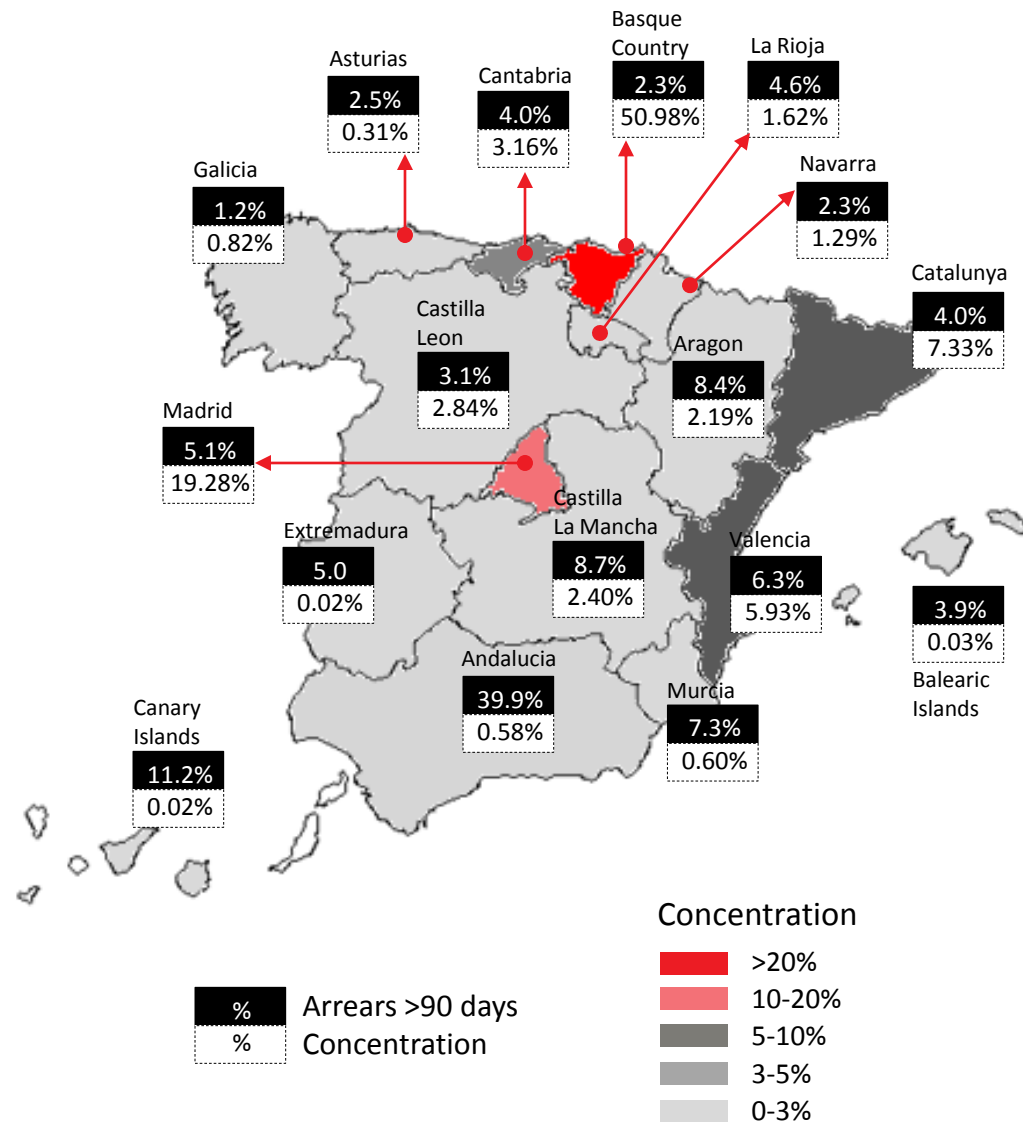 Basque
Country
2.3%
50.98%
La Rioja
4.6%
1.62%
Asturias
2.5%
0.31%
Cantabria
4.0%
3.16%
Navarra
2.3%
1.29%
Galicia
1.2%
0.82%
Catalunya
4.0%
7.33%
Castilla
Leon
3.1%
2.84%
Aragon
8.4%
2.19%
Madrid
5.1%
19.28%
Castilla
La Mancha
8.7%
2.40%
Extremadura
5.0
0.02%
Valencia
6.3%
5.93%
3.9%
0.03%
Balearic
Islands
Andalucia
39.9%
0.58%
Murcia
7.3%
0.60%
Canary
Islands
11.2%
0.02%
Concentration
>20%
10-20%
5-10%
3-5%
0-3%
% Arrears >90 days
% Concentration